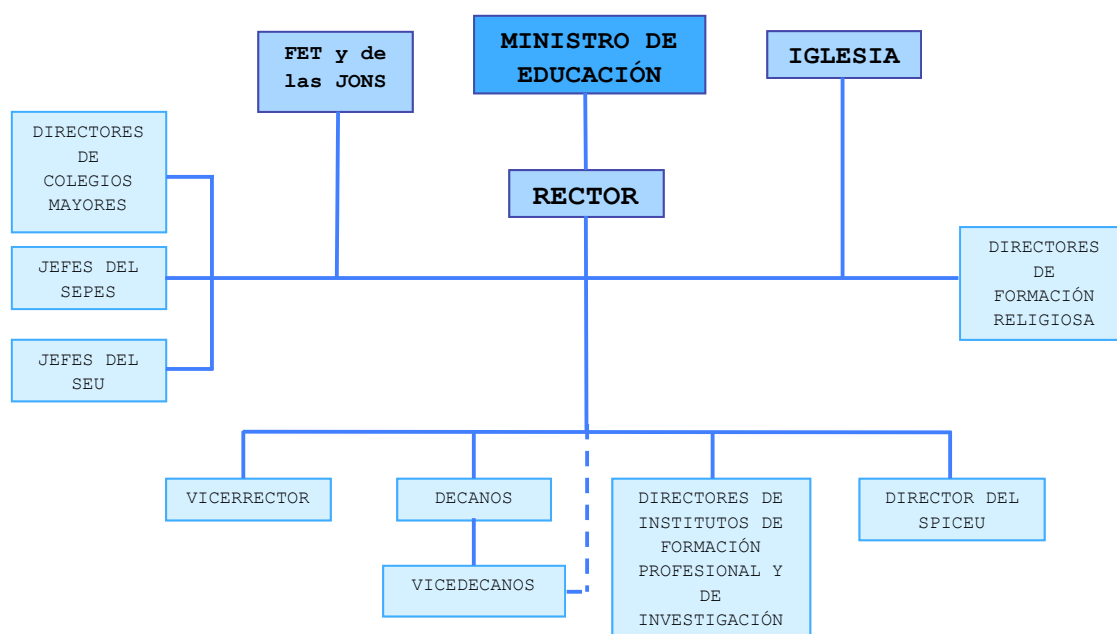 FET y de
las JONS
MINISTRO DE
EDUCACIÓN
IGLESIA
DIRECTORES
DE
COLEGIOS
MAYORES
RECTOR
JEFES DEL
SEPES
DIRECTORES
DE
FORMACIÓN
RELIGIOSA
JEFES DEL
SEU
VICERRECTOR
DECANOS
DIRECTORES DE
INSTITUTOS DE
FORMACIÓN
PROFESIONAL Y
DE
INVESTIGACIÓN
DIRECTOR DEL
SPICEU
VICEDECANOS